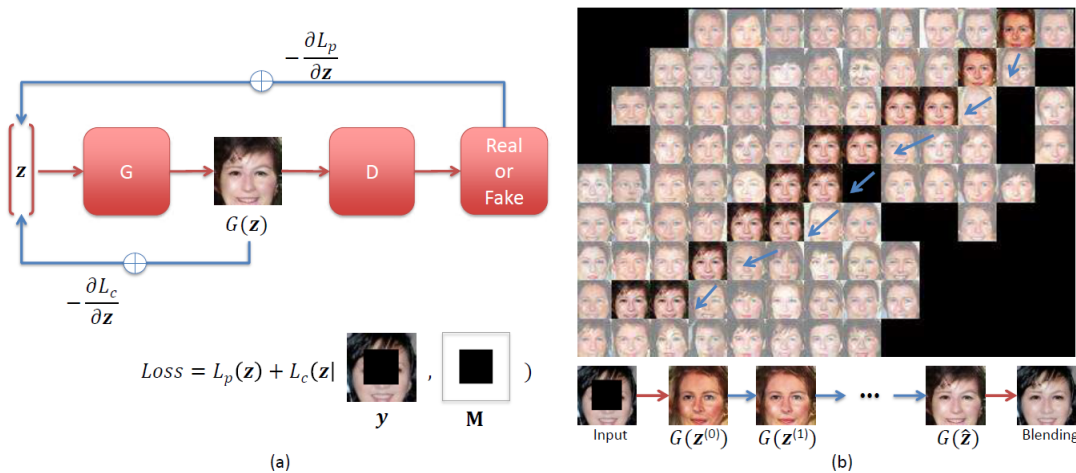 − ∂L_p / ∂z
z
G
G(z)
D
Real
or
Fake
− ∂L_c / ∂z
Loss = L_p(z) + L_c(z| , )
y
M
(a)
Input
G(z^(0))
G(z^(1))
•••
G(ẑ)
Blending
(b)